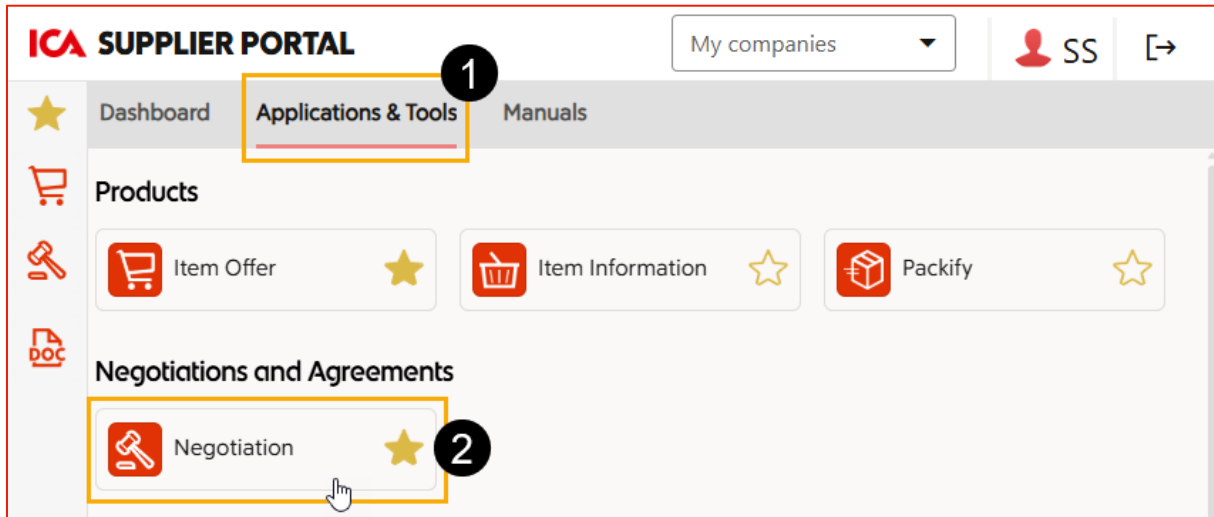 ICA SUPPLIER PORTAL
My companies
SS
1
Dashboard Applications & Tools Manuals
Products
Item Offer Item Information Packify
DOC
Negotiations and Agreements
Negotiation 2